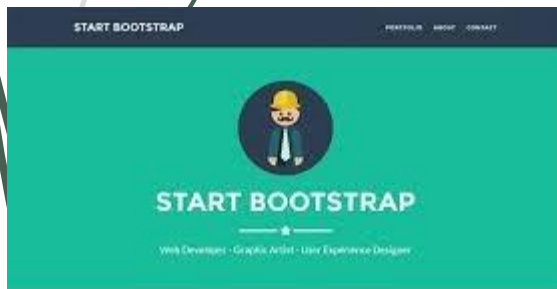 START BOOTSTRAP
PORTFOLIO ABOUT CONTACT
START BOOTSTRAP
Web Developer - Graphic Artist - User Experience Designer